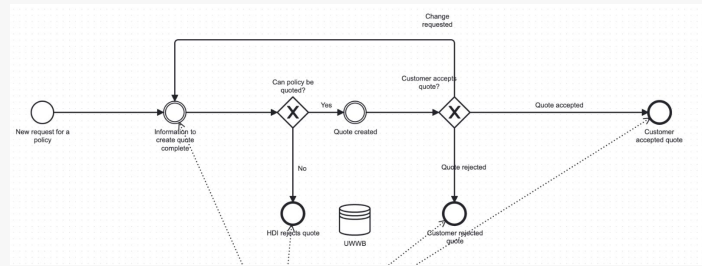 Change
requested
Can policy be
quoted?
Customer accepts
quote?
Yes
Quote accepted
New request for a
policy
Information to
create quote
complete
Quote created
Customer
accepted quote
No
Quote rejected
HDI rejects quote
UWWB
Customer rejected
quote